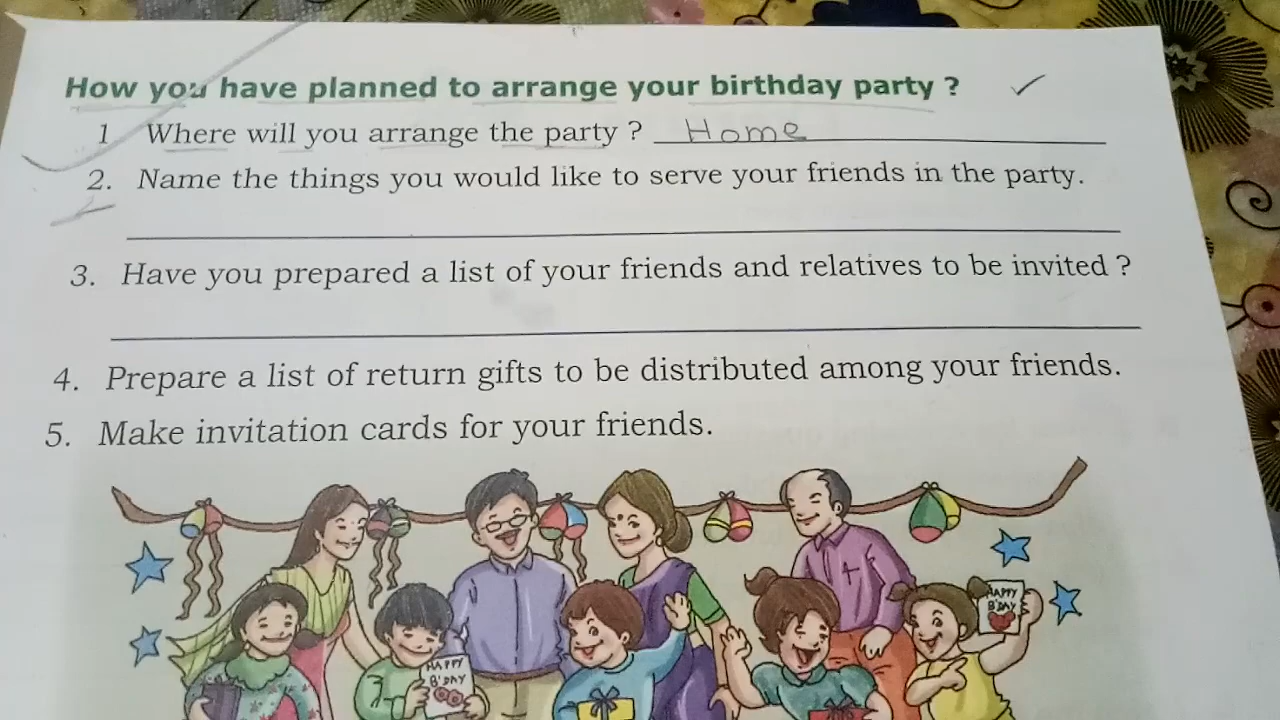 How you have planned to arrange your birthday party ?
1 Where will you arrange the party ? Home
2. Name the things you would like to serve your friends in the party.
3. Have you prepared a list of your friends and relatives to be invited ?
4. Prepare a list of return gifts to be distributed among your friends.
5. Make invitation cards for your friends.
HAPPY
B'DAY
HAPPY
B'DAY